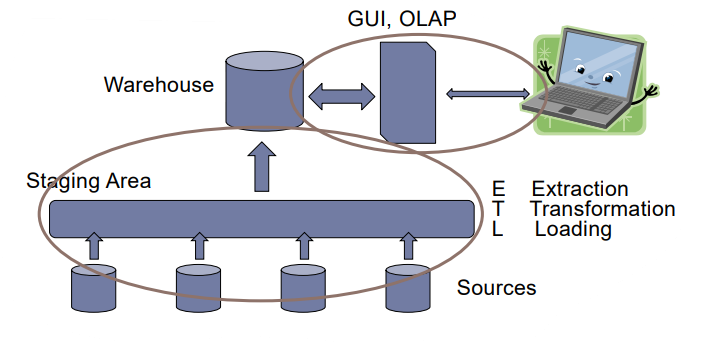 GUI, OLAP
Warehouse
Staging Area
E Extraction
T Transformation
L Loading
Sources